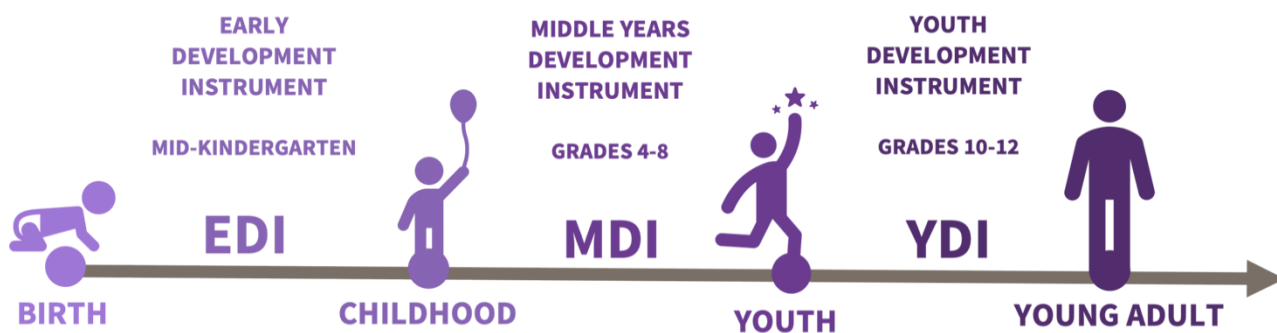 EARLY
DEVELOPMENT
INSTRUMENT
MID-KINDERGARTEN
EDI
MIDDLE YEARS
DEVELOPMENT
INSTRUMENT
GRADES 4-8
MDI
YOUTH
DEVELOPMENT
INSTRUMENT
GRADES 10-12
YDI
BIRTH
CHILDHOOD
YOUTH
YOUNG ADULT